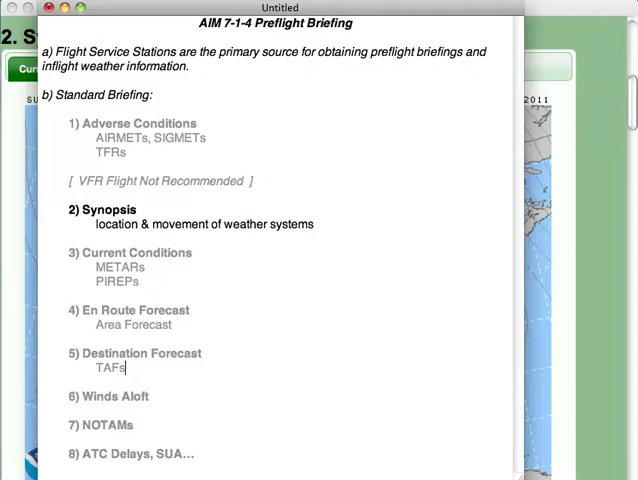 Untitled
AIM 7-1-4 Preflight Briefing
2. S
a) Flight Service Stations are the primary source for obtaining preflight briefings and
inflight weather information.
Cur
b) Standard Briefing:
SU
2011
1) Adverse Conditions
AIRMETs, SIGMETs
TFRs
[ VFR Flight Not Recommended ]
2) Synopsis
location & movement of weather systems
3) Current Conditions
METARs
PIREPs
4) En Route Forecast
Area Forecast
5) Destination Forecast
TAFs
6) Winds Aloft
7) NOTAMs
8) ATC Delays, SUA…